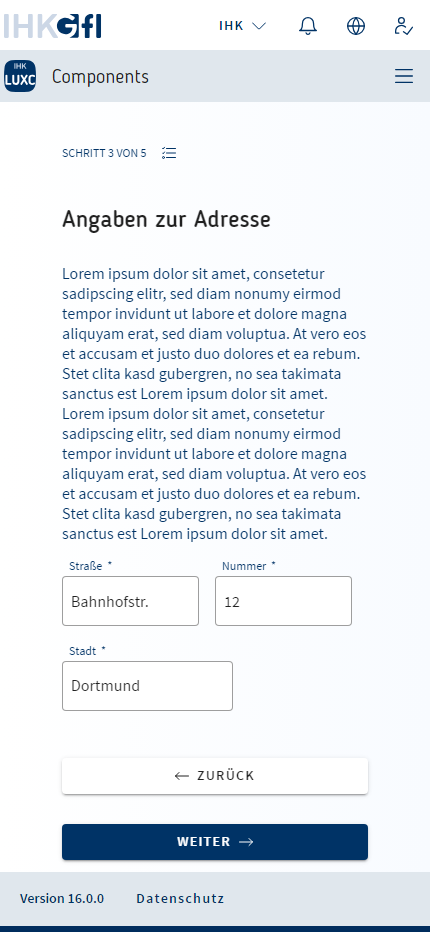 IHK GfI
IHK
IHK
LUXC
Components
SCHRITT 3 VON 5
Angaben zur Adresse
Lorem ipsum dolor sit amet, consetetur
sadipscing elitr, sed diam nonumy eirmod
tempor invidunt ut labore et dolore magna
aliquyam erat, sed diam voluptua. At vero eos
et accusam et justo duo dolores et ea rebum.
Stet clita kasd gubergren, no sea takimata
sanctus est Lorem ipsum dolor sit amet.
Lorem ipsum dolor sit amet, consetetur
sadipscing elitr, sed diam nonumy eirmod
tempor invidunt ut labore et dolore magna
aliquyam erat, sed diam voluptua. At vero eos
et accusam et justo duo dolores et ea rebum.
Stet clita kasd gubergren, no sea takimata
sanctus est Lorem ipsum dolor sit amet.
Straße * Nummer *
Bahnhofstr. 12
Stadt *
Dortmund
← ZURÜCK
WEITER →
Version 16.0.0 Datenschutz